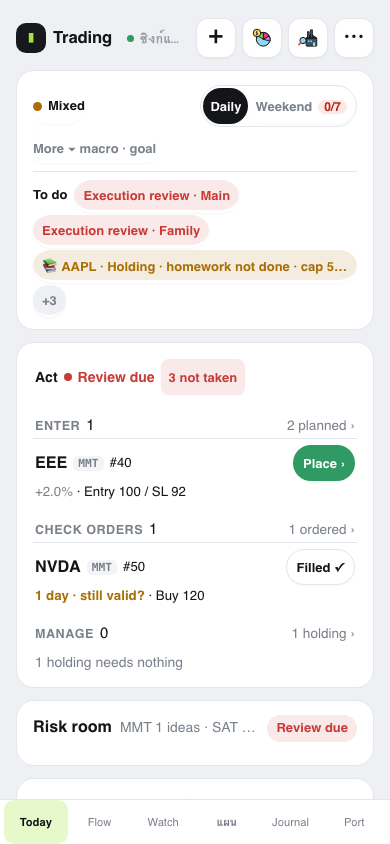 Trading ซิงก์แ...
Mixed Daily Weekend 0/7
More macro · goal
To do Execution review · Main
Execution review · Family
AAPL · Holding · homework not done · cap 5...
+3
Act Review due 3 not taken
ENTER 1 2 planned ›
EEE MMT #40 Place ›
+2.0% · Entry 100 / SL 92
CHECK ORDERS 1 1 ordered ›
NVDA MMT #50 Filled ✓
1 day · still valid? · Buy 120
MANAGE 0 1 holding ›
1 holding needs nothing
Risk room MMT 1 ideas · SAT ... Review due
Today Flow Watch แผน Journal Port